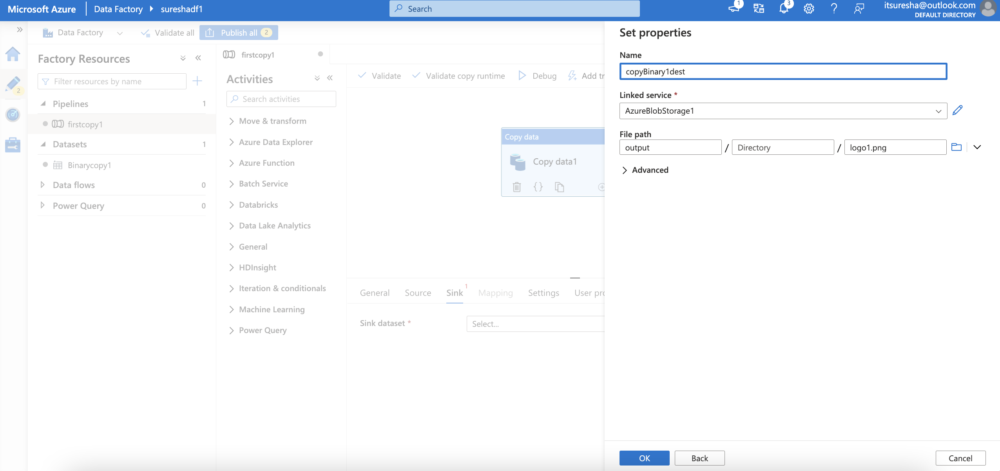 Microsoft Azure
Data Factory
sureshadf1
Search
1
3
itsuresha@outlook.com
DEFAULT DIRECTORY
Data Factory
Validate all
Publish all 2
Factory Resources
Filter resources by name
2
Pipelines 1
firstcopy1
Datasets 1
Binarycopy1
Data flows 0
Power Query 0
firstcopy1
Activities
Search activities
Move & transform
Azure Data Explorer
Azure Function
Batch Service
Databricks
Data Lake Analytics
General
HDInsight
Iteration & conditionals
Machine Learning
Power Query
Validate
Validate copy runtime
Debug
Add tr
Copy data
Copy data1
{}
General
Source
Sink 1
Mapping
Settings
User pro
Sink dataset *
Select...
Set properties
Name
copyBinary1dest
Linked service *
AzureBlobStorage1
File path
output / Directory / logo1.png
Advanced
OK
Back
Cancel